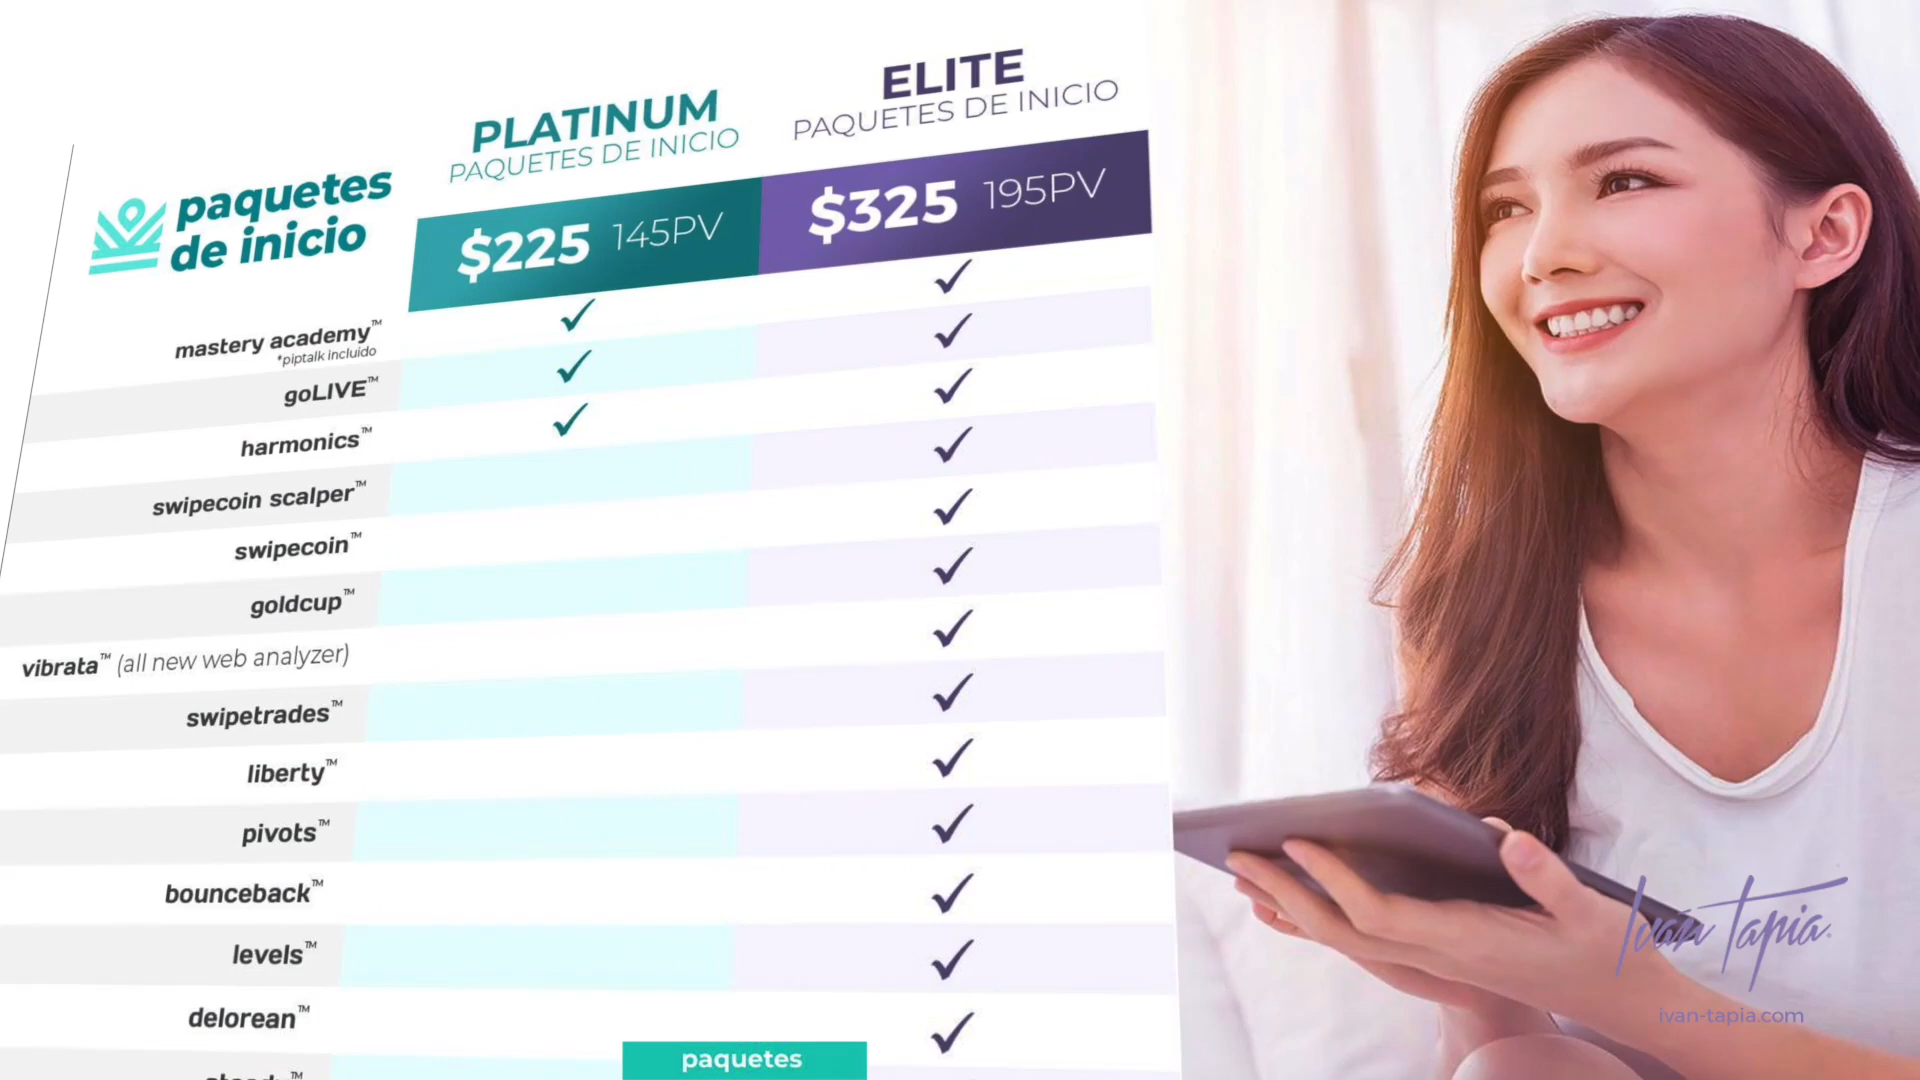 PLATINUM
PAQUETES DE INICIO
ELITE
PAQUETES DE INICIO
paquetes
de inicio
$225 145PV
$325 195PV
mastery academy™
*piptalk incluido
goLIVE™
harmonics™
swipecoin scalper™
swipecoin™
goldcup™
vibrata™ (all new web analyzer)
swipetrades™
liberty™
pivots™
bounceback™
levels™
delorean™
paquetes
Ivan Tapia
ivan-tapia.com